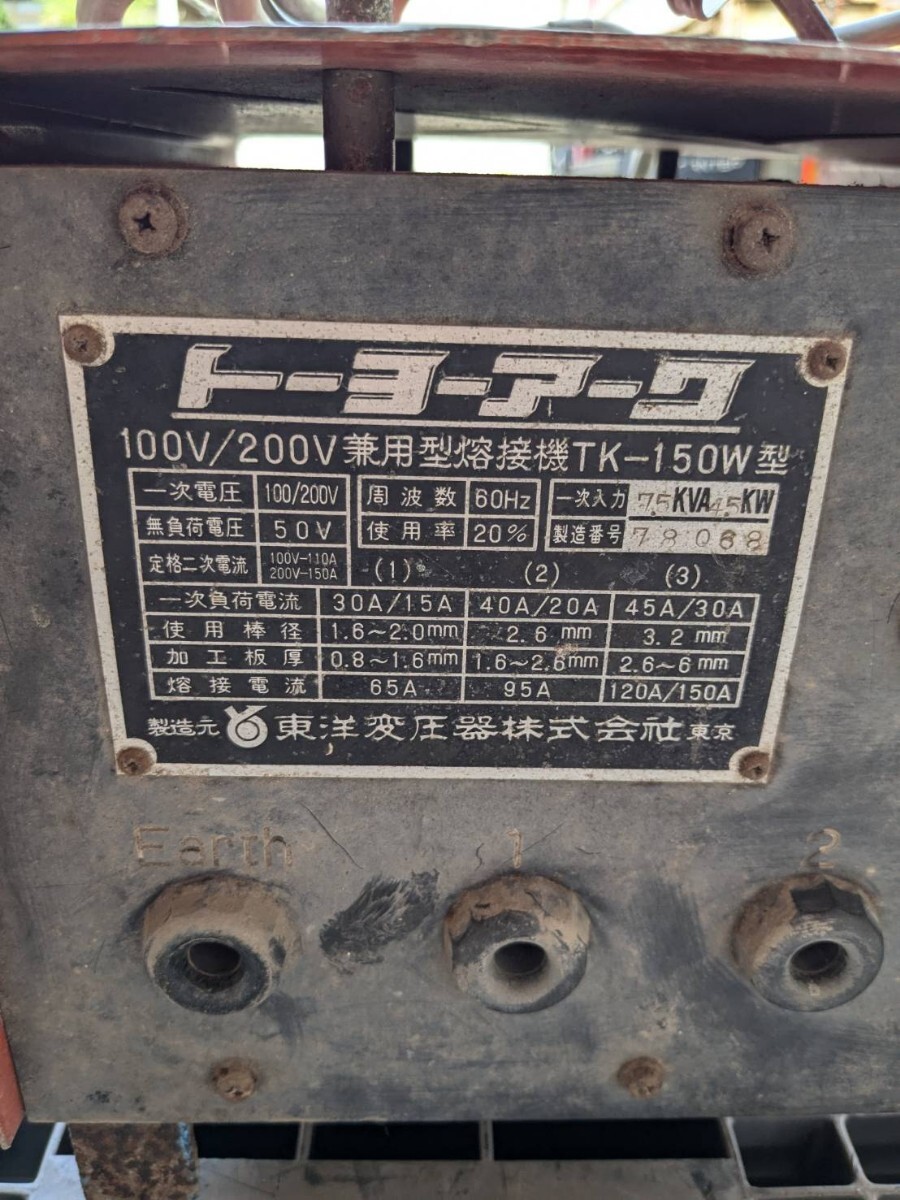 トーヨーアーク
100V/200V兼用型熔接機TK-150W型
一次電圧 100/200V 周波数 60Hz 一次入力 7.5KVA4.5KW
無負荷電圧 50V 使用率 20% 製造番号 78068
定格二次電流 100V-110A 200V-150A (1) (2) (3)
一次負荷電流 30A/15A 40A/20A 45A/30A
使用棒径 1.6~2.0mm 2.6mm 3.2mm
加工板厚 0.8~1.6mm 1.6~2.6mm 2.6~6mm
熔接電流 65A 95A 120A/150A
製造元 東洋変圧器株式会社 東京
Earth 1 2